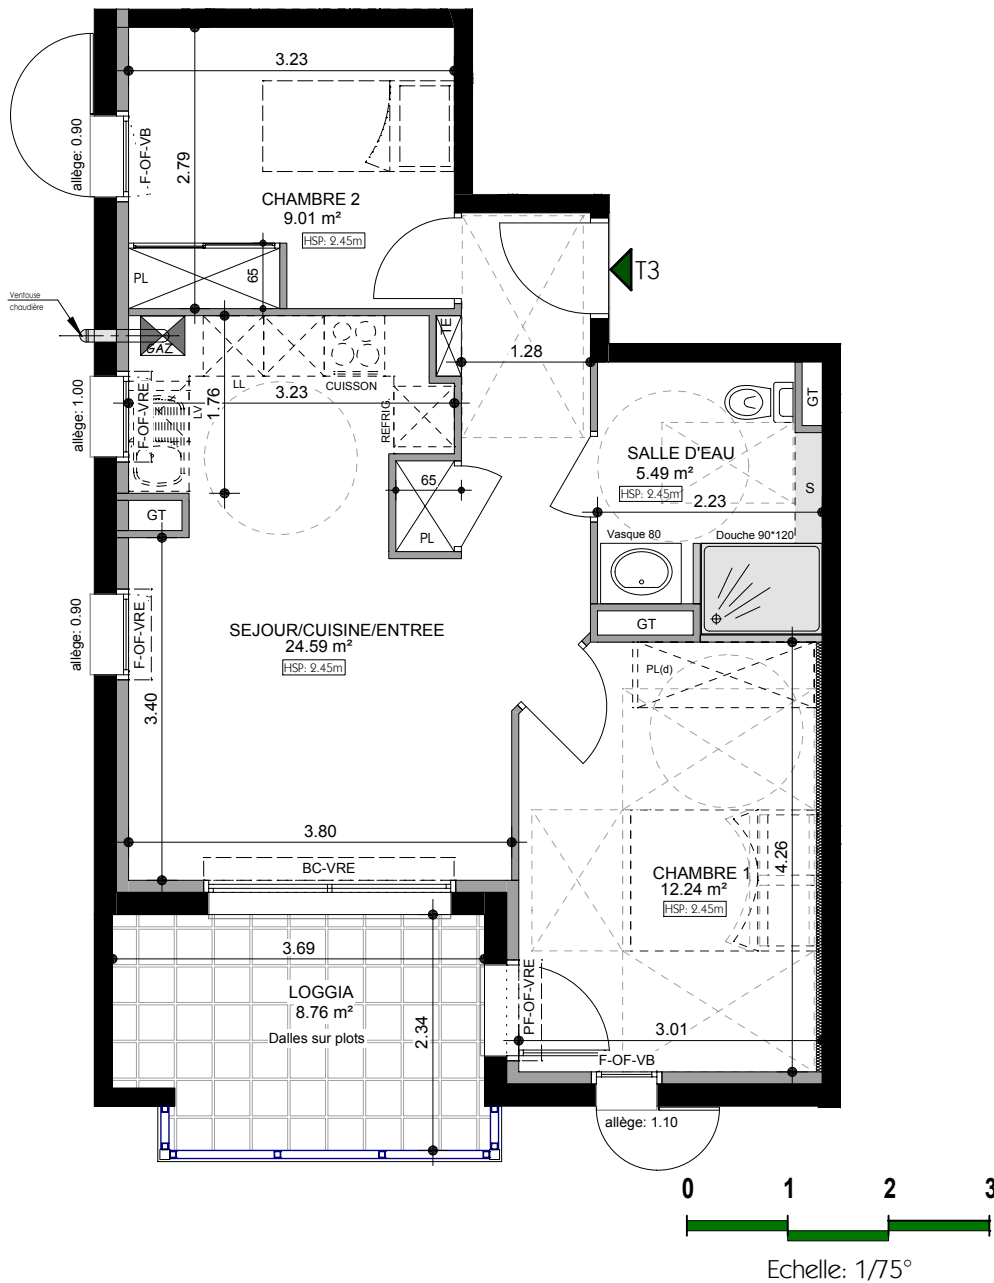 3.23
allège: 0.90
F-OF-VB
2.79
CHAMBRE 2
9.01 m²
HSP: 2.45m
T3
PL
65
Ventouse
chaudière
GAZ
TE
1.28
LL
CUISSON
3.23
allège: 1.00
F-OF-VRE
LV
1.76
REFRIG.
GT
SALLE D'EAU
5.49 m²
HSP: 2.45m
2.23
S
65
PL
GT
Vasque 80
Douche 90*120
allège: 0.90
F-OF-VRE
SEJOUR/CUISINE/ENTREE
24.59 m²
HSP: 2.45m
GT
PL(d)
3.40
3.80
BC-VRE
4.26
CHAMBRE 1
12.24 m²
HSP: 2.45m
3.69
LOGGIA
8.76 m²
Dalles sur plots
2.34
PF-OF-VRE
3.01
F-OF-VB
allège: 1.10
0 1 2 3
Echelle: 1/75°